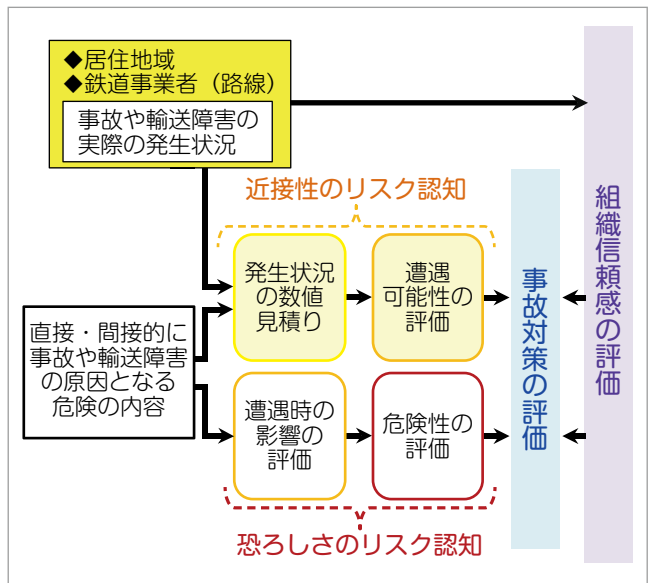 ◆居住地域
◆鉄道事業者（路線）
事故や輸送障害の
実際の発生状況
近接性のリスク認知
発生状況
の数値
見積り
遭遇
可能性の
評価
直接・間接的に
事故や輸送障害
の原因となる
危険の内容
遭遇時の
影響の
評価
危険性の
評価
恐ろしさのリスク認知
事故対策の評価
組織信頼感の評価